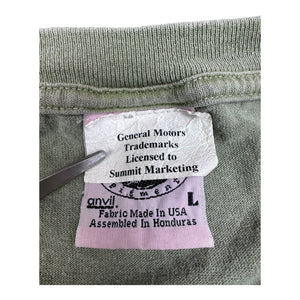 General Motors
Trademarks
Licensed to
Summit Marketing
anvil.
L
Fabric Made In USA
Assembled In Honduras